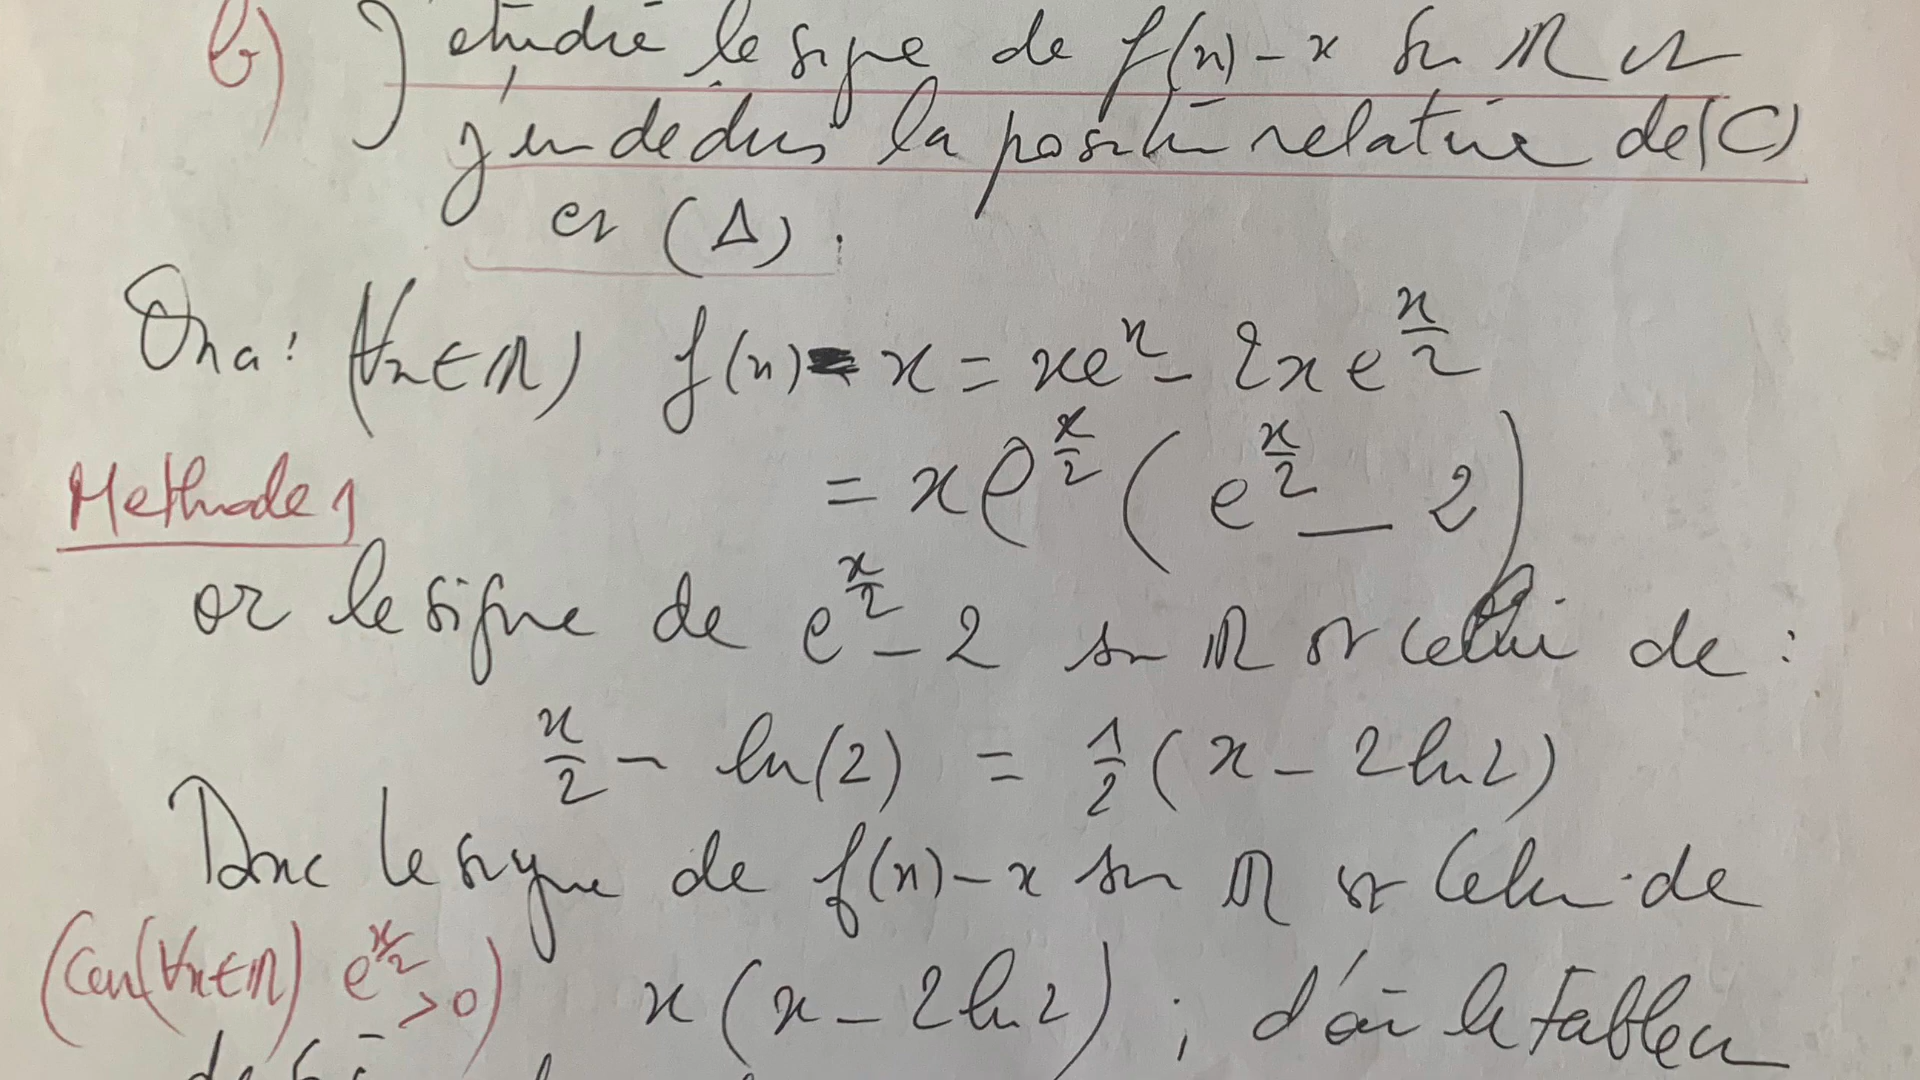 b) J'étudie le signe de f(x) - x sur ℝ et
j'en déduis la position relative de (C)
et (Δ).
On a : (∀x ∈ ℝ) f(x) - x = xe^x - 2xe^(x/2)
= xe^(x/2) (e^(x/2) - 2)
Methode 1
or le signe de e^(x/2) - 2 sur ℝ est celui de :
x/2 - ln(2) = 1/2 (x - 2ln2)
Donc le signe de f(x) - x sur ℝ est celui de
(Car (∀x ∈ ℝ) e^(x/2) > 0) x(x - 2ln2) ; d'où le tableau